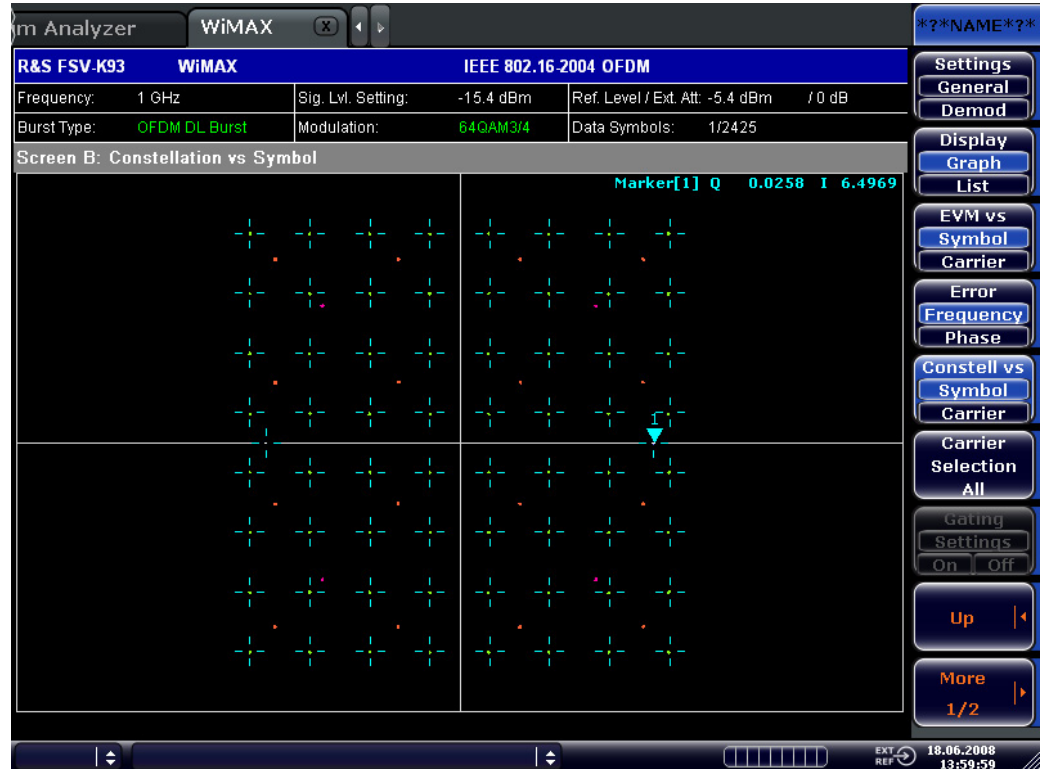 m Analyzer WiMAX X
*?*NAME*?*
R&S FSV-K93 WiMAX IEEE 802.16-2004 OFDM
Frequency: 1 GHz Sig. Lvl. Setting: -15.4 dBm Ref. Level / Ext. Att: -5.4 dBm / 0 dB
Burst Type: OFDM DL Burst Modulation: 64QAM3/4 Data Symbols: 1/2425
Screen B: Constellation vs Symbol
Marker[1] Q 0.0258 I 6.4969
1
Settings
General
Demod
Display
Graph
List
EVM vs
Symbol
Carrier
Error
Frequency
Phase
Constell vs
Symbol
Carrier
Carrier
Selection
All
Gating
Settings
On Off
Up
More
1/2
EXT REF
18.06.2008
13:59:59